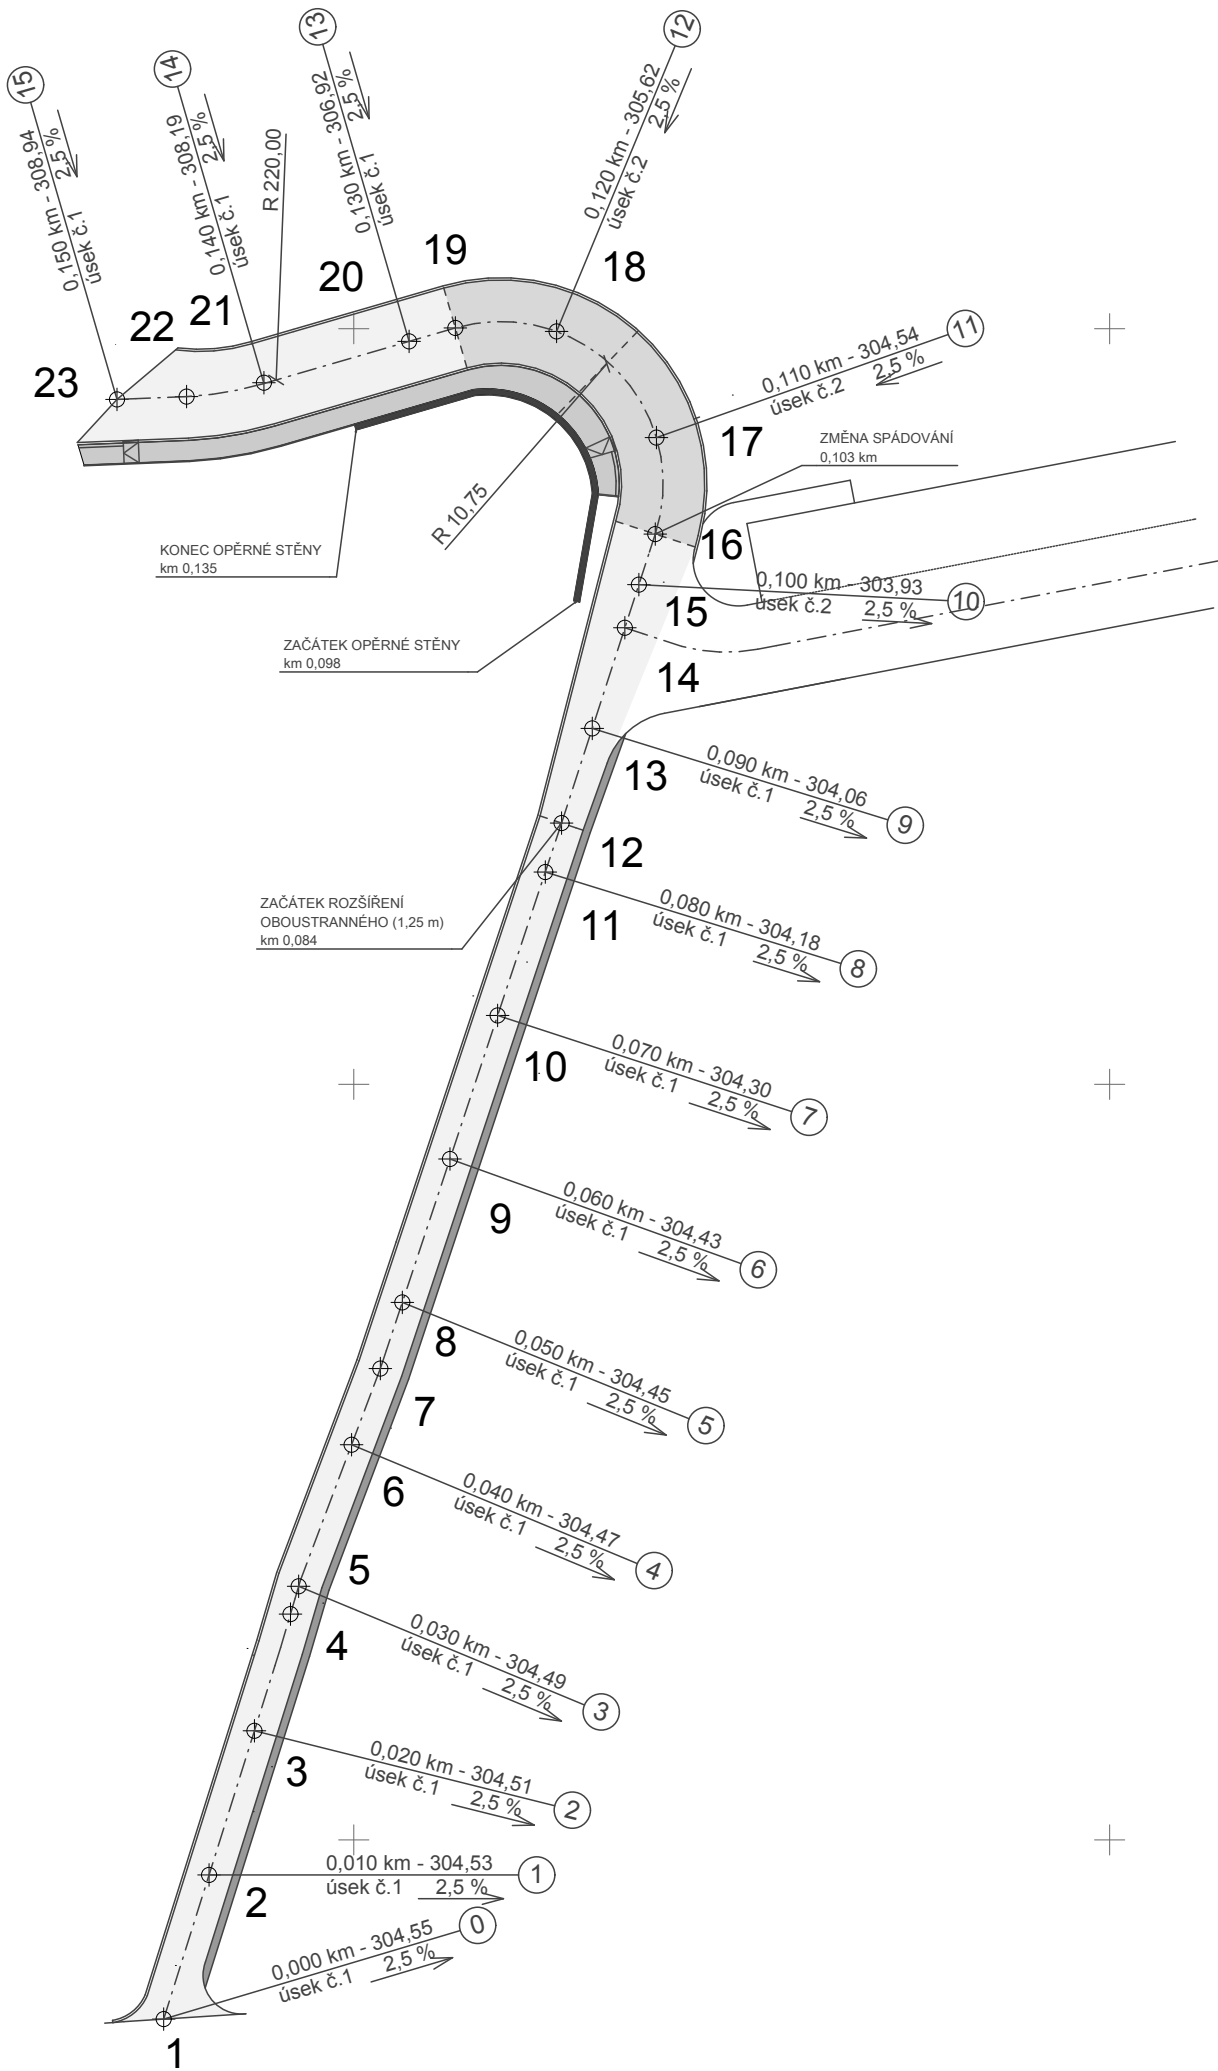 15
0,150 km - 308,94
úsek č.1
2,5 %
14
0,140 km - 308,19
úsek č.1
2,5 %
R 220,00
13
0,130 km - 306,92
úsek č.1
2,5 %
12
0,120 km - 305,62
úsek č.2
2,5 %
19
18
20
21
22
23
11
0,110 km - 304,54
úsek č.2
2,5 %
17
ZMĚNA SPÁDOVÁNÍ
0,103 km
R 10,75
KONEC OPĚRNÉ STĚNY
km 0,135
16
0,100 km - 303,93
úsek č.2
2,5 %
10
15
ZAČÁTEK OPĚRNÉ STĚNY
km 0,098
14
0,090 km - 304,06
úsek č.1
2,5 %
9
13
12
ZAČÁTEK ROZŠÍŘENÍ
OBOUSTRANNÉHO (1,25 m)
km 0,084
0,080 km - 304,18
úsek č.1
2,5 %
8
11
0,070 km - 304,30
úsek č.1
2,5 %
7
10
0,060 km - 304,43
úsek č.1
2,5 %
6
9
0,050 km - 304,45
úsek č.1
2,5 %
5
8
7
0,040 km - 304,47
úsek č.1
2,5 %
4
6
5
0,030 km - 304,49
úsek č.1
2,5 %
3
4
0,020 km - 304,51
úsek č.1
2,5 %
2
3
0,010 km - 304,53
úsek č.1
2,5 %
1
2
0,000 km - 304,55
úsek č.1
2,5 %
0
1